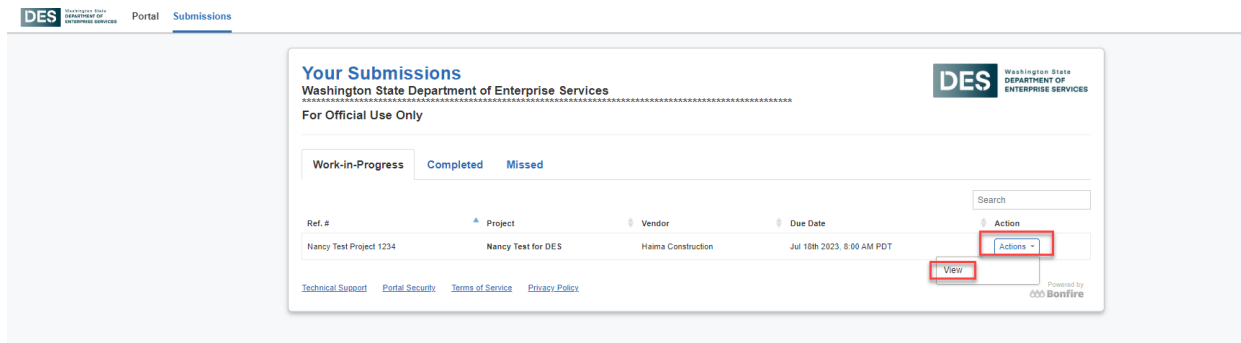 DES Washington State DEPARTMENT OF ENTERPRISE SERVICES Portal Submissions
Your Submissions
Washington State Department of Enterprise Services
*********************************************************************************************************
For Official Use Only
DES Washington State
DEPARTMENT OF
ENTERPRISE SERVICES
Work-in-Progress Completed Missed
Search
Ref. # Project Vendor Due Date Action
Nancy Test Project 1234 Nancy Test for DES Haima Construction Jul 18th 2023, 8:00 AM PDT Actions
View
Technical Support Portal Security Terms of Service Privacy Policy
Powered by
Bonfire